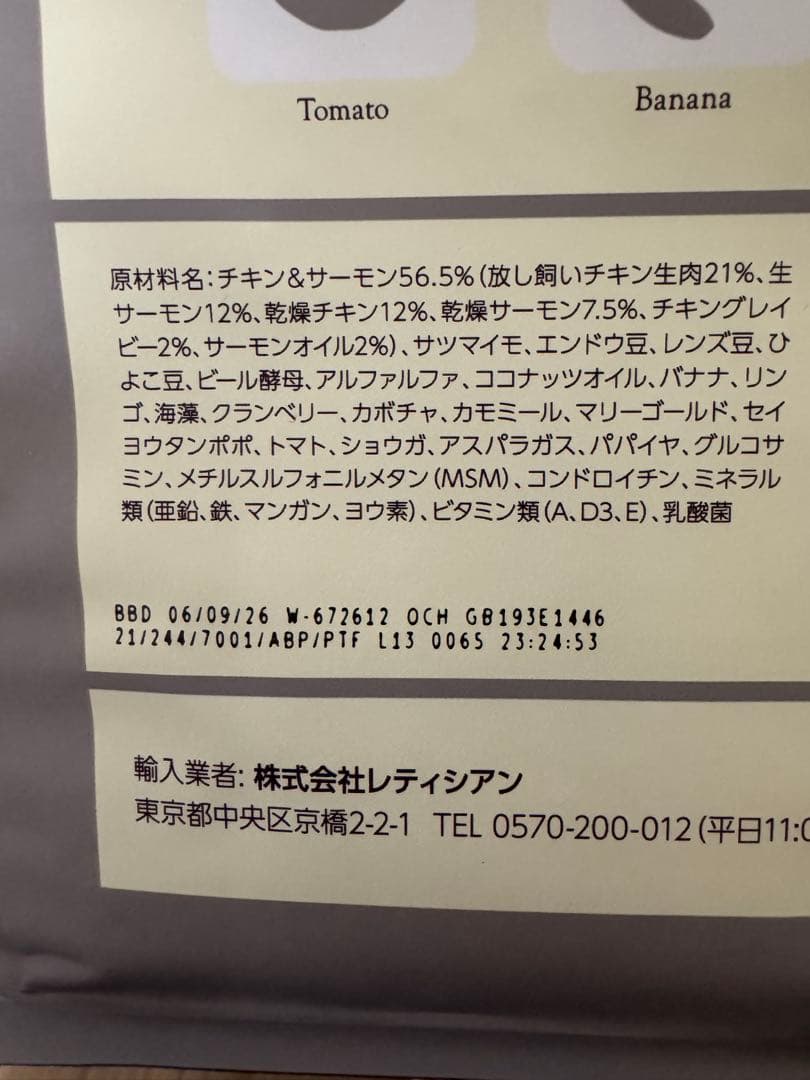 Tomato
Banana
原材料名：チキン&サーモン56.5%（放し飼いチキン生肉21%、生
サーモン12%、乾燥チキン12%、乾燥サーモン7.5%、チキングレイ
ビー2%、サーモンオイル2%）、サツマイモ、エンドウ豆、レンズ豆、ひ
よこ豆、ビール酵母、アルファルファ、ココナッツオイル、バナナ、リン
ゴ、海藻、クランベリー、カボチャ、カモミール、マリーゴールド、セイ
ヨウタンポポ、トマト、ショウガ、アスパラガス、パパイヤ、グルコサ
ミン、メチルスルフォニルメタン（MSM）、コンドロイチン、ミネラル
類（亜鉛、鉄、マンガン、ヨウ素）、ビタミン類（A、D3、E）、乳酸菌
BBD 06/09/26 W-672612 OCH GB193E1446
21/244/7001/ABP/PTF L13 0065 23:24:53
輸入業者：株式会社レティシアン
東京都中央区京橋2-2-1 TEL 0570-200-012（平日11:0